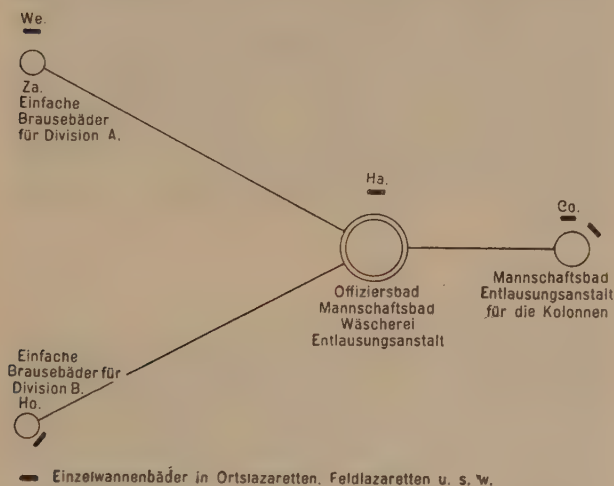 We.
Za.
Einfache
Brausebäder
für Division A.
Ha.
Offiziersbad
Mannschaftsbad
Wäscherei
Entlausungsanstalt
Co.
Mannschaftsbad
Entlausungsanstalt
für die Kolonnen
Einfache
Brausebäder für
Division B.
Ho.
Einzelwannenbäder in Ortslazaretten, Feldlazaretten u. s. w.